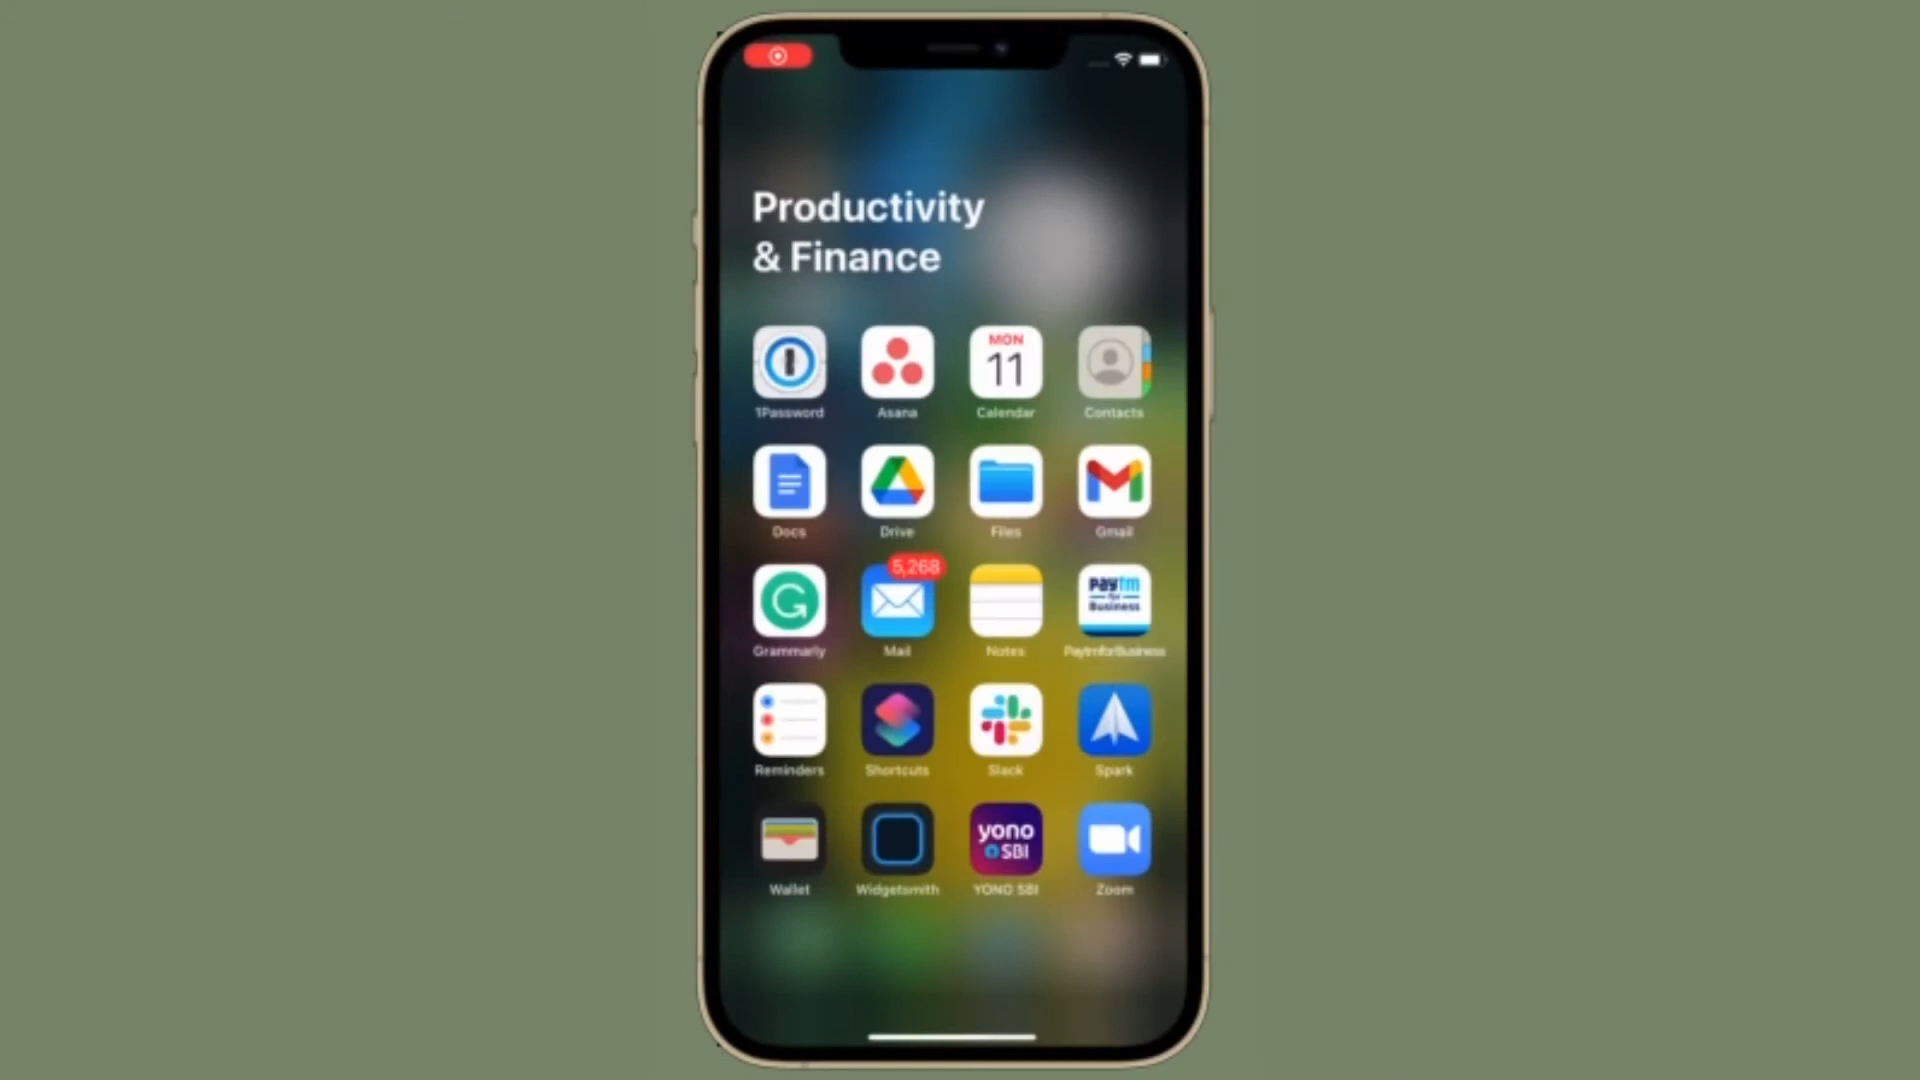 Productivity
& Finance
MON
11
1Password
Asana
Calendar
Contacts
Docs
Drive
Files
Gmail
5,268
Paytm
for
Business
Grammarly
Mail
Notes
PaytmforBusiness
Reminders
Shortcuts
Slack
Spark
yono
SBI
Wallet
Widgetsmith
YONO SBI
Zoom